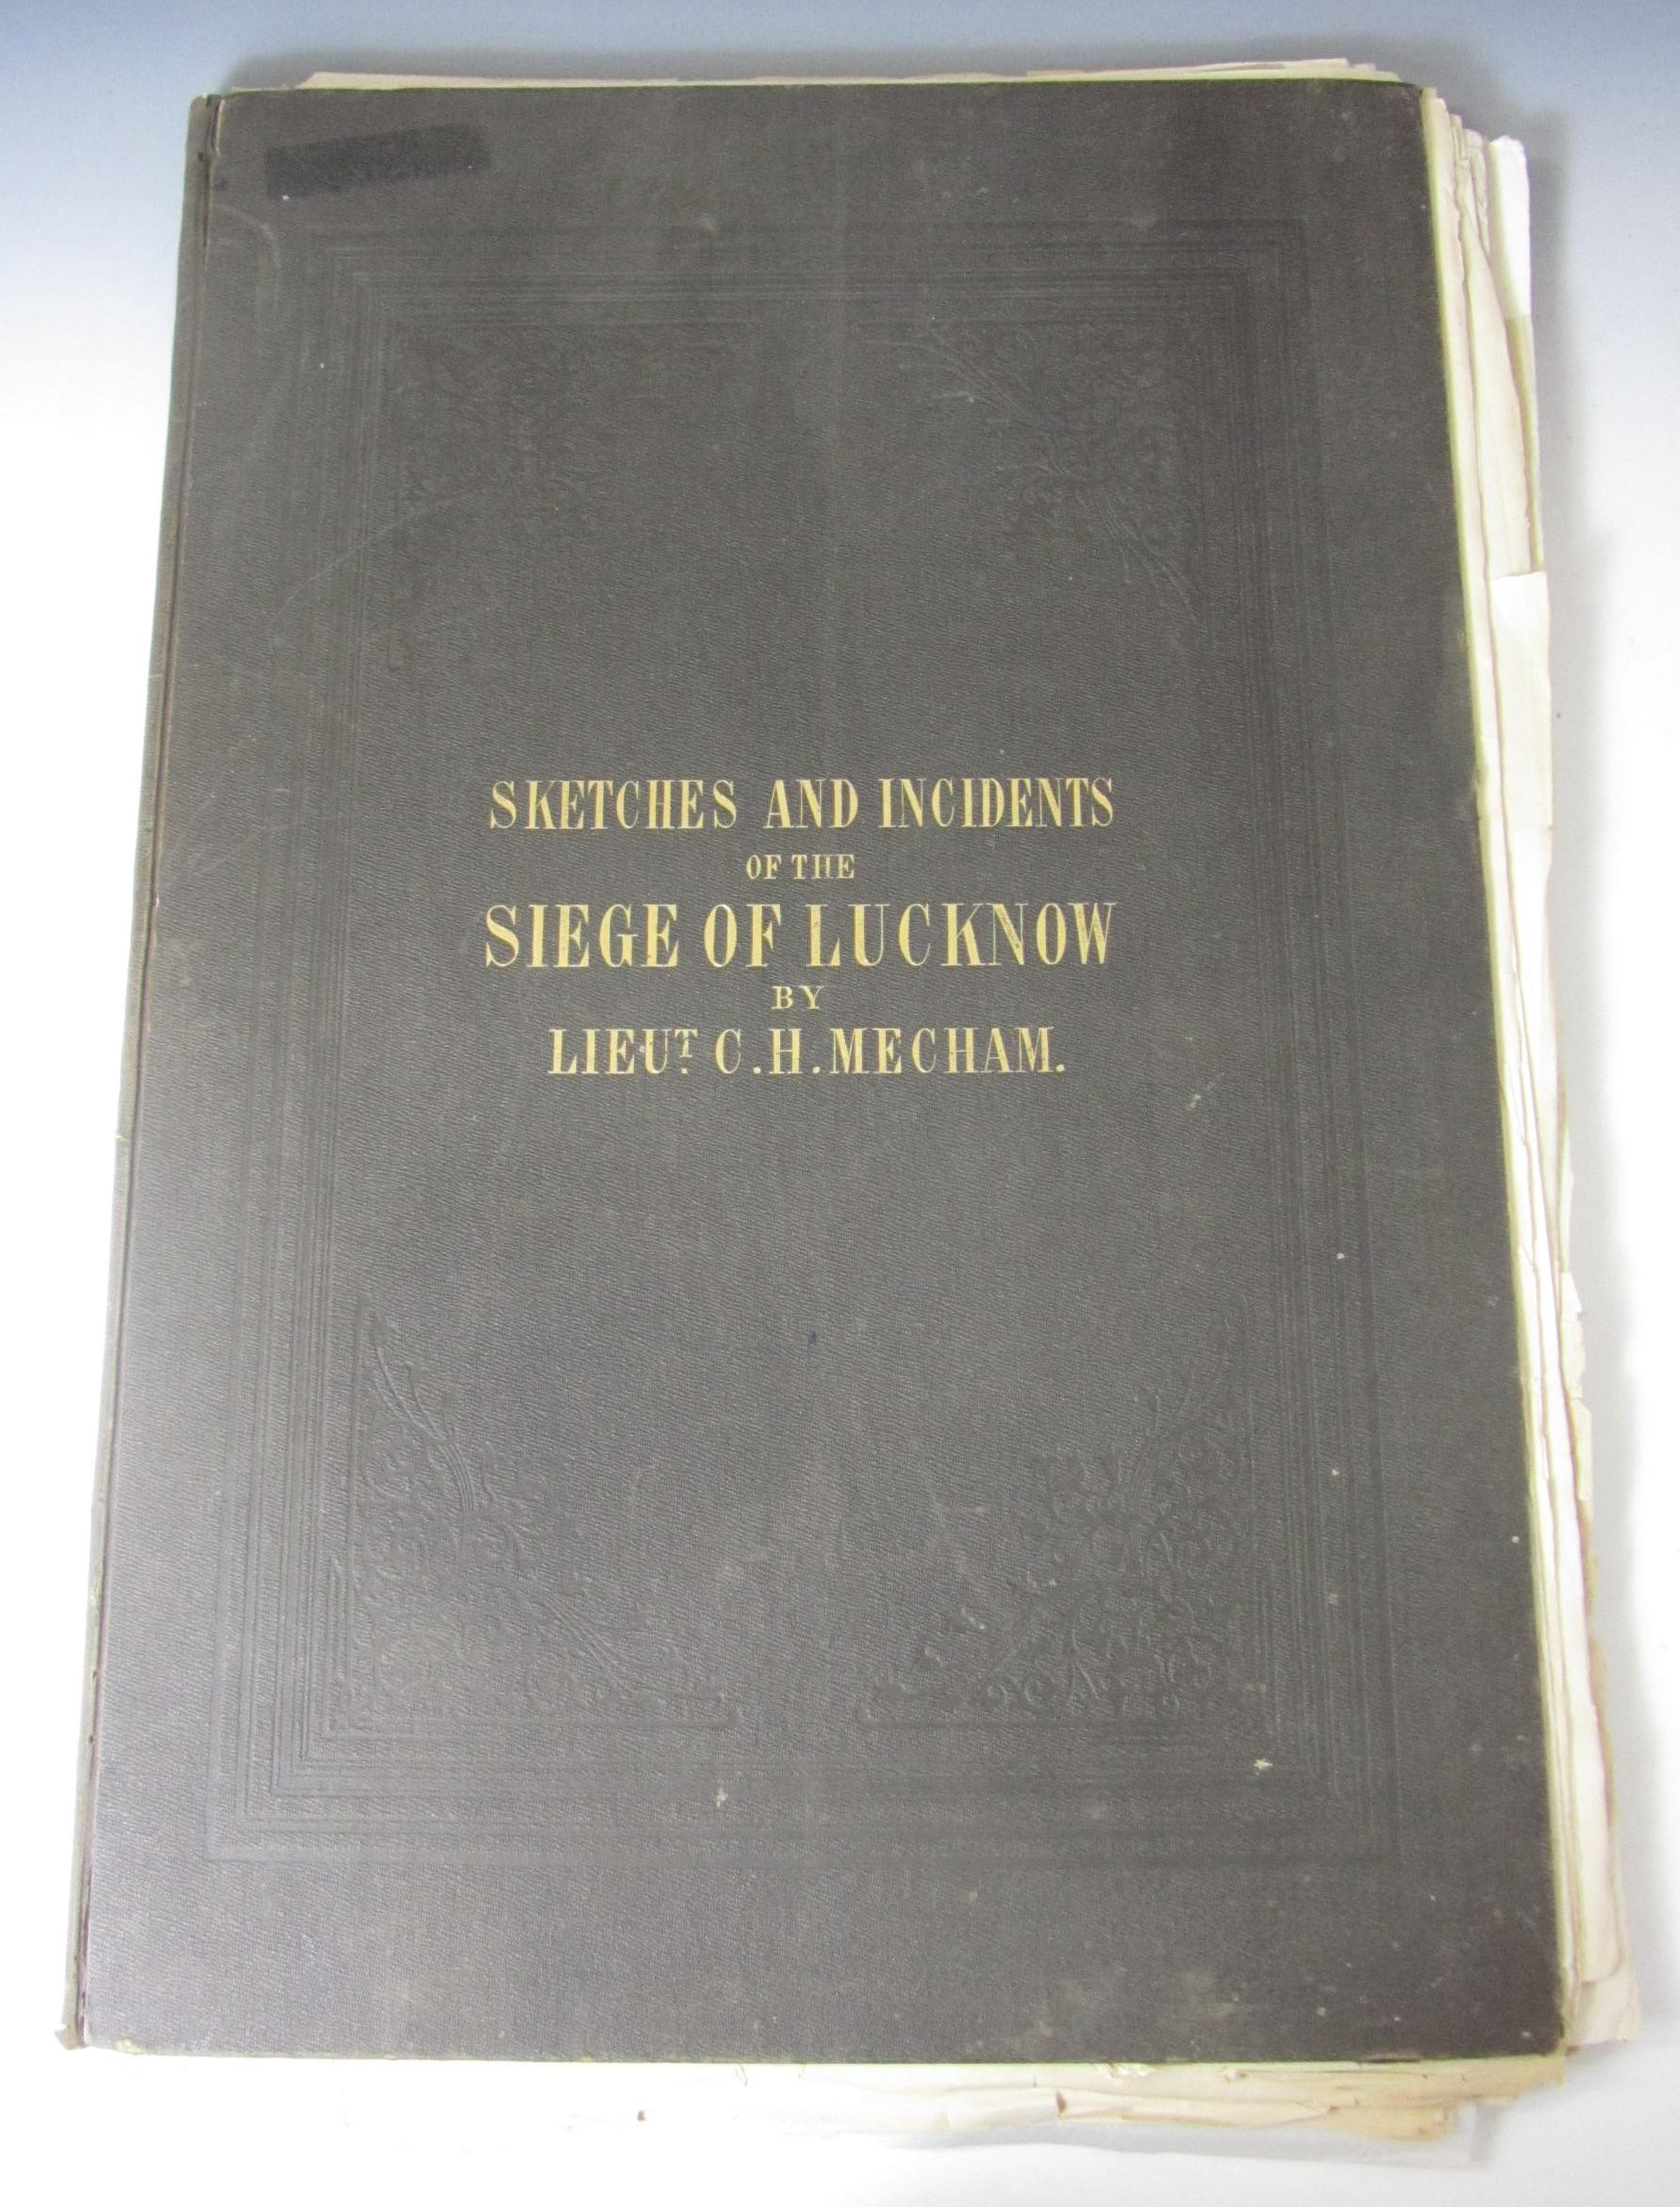 SKETCHES AND INCIDENTS
OF THE
SIEGE OF LUCKNOW
BY
LIEUT. C.H. MECHAM.